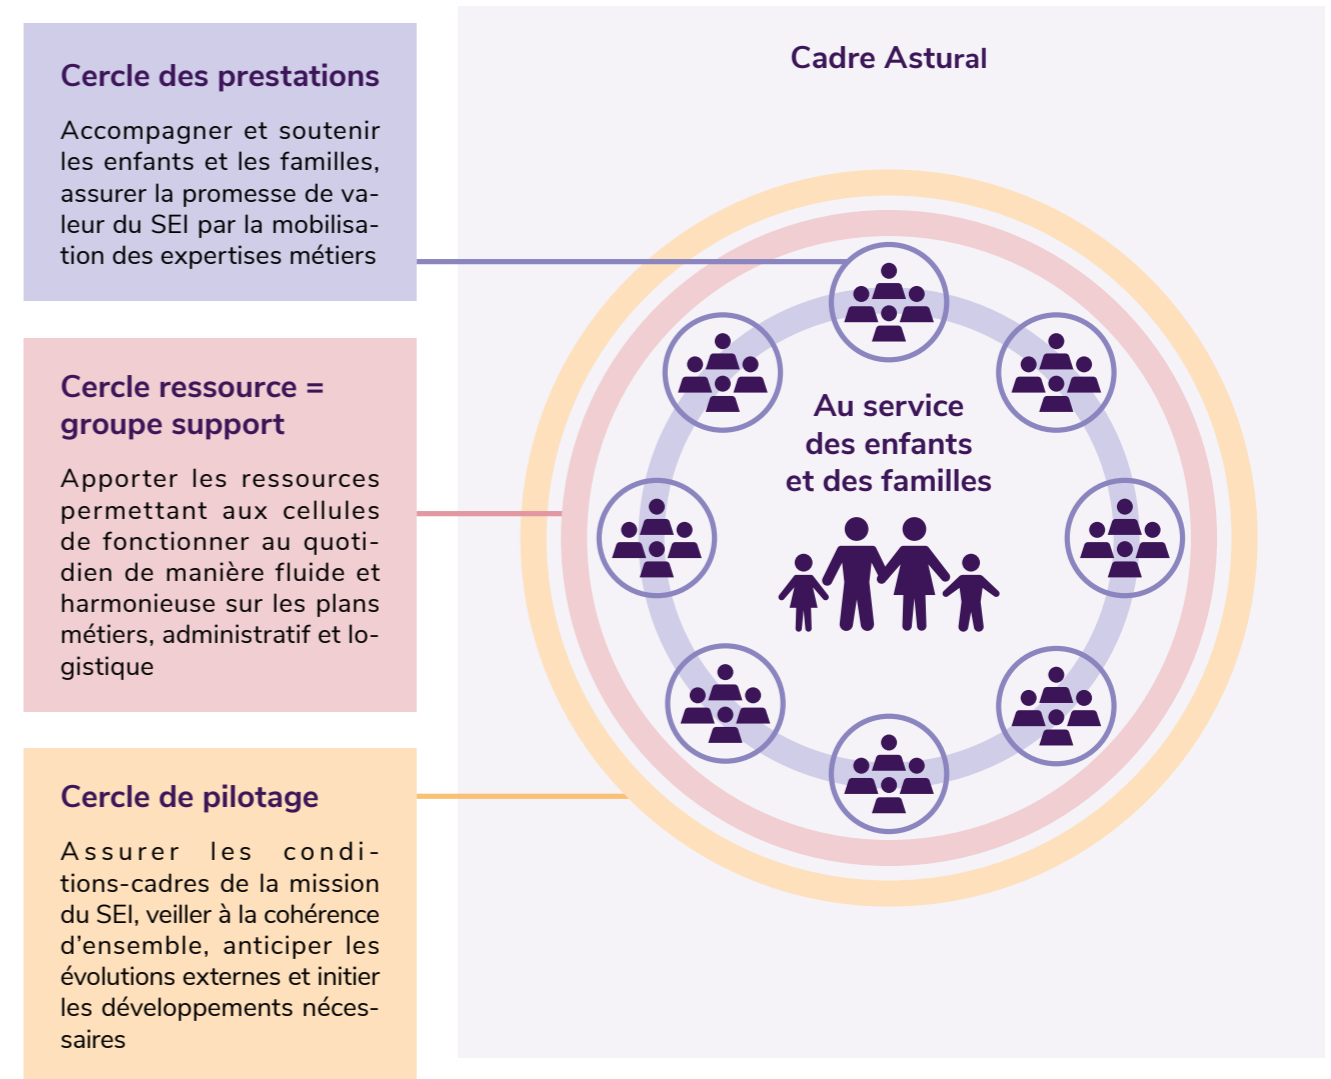 Cercle des prestations
Accompagner et soutenir
les enfants et les familles,
assurer la promesse de va-
leur du SEI par la mobilisa-
tion des expertises métiers
Cercle ressource =
groupe support
Apporter les ressources
permettant aux cellules
de fonctionner au quoti-
dien de manière fluide et
harmonieuse sur les plans
métiers, administratif et lo-
gistique
Cercle de pilotage
Assurer les condi-
tions-cadres de la mission
du SEI, veiller à la cohérence
d'ensemble, anticiper les
évolutions externes et initier
les développements néces-
saires
Cadre Astural
Au service
des enfants
et des familles